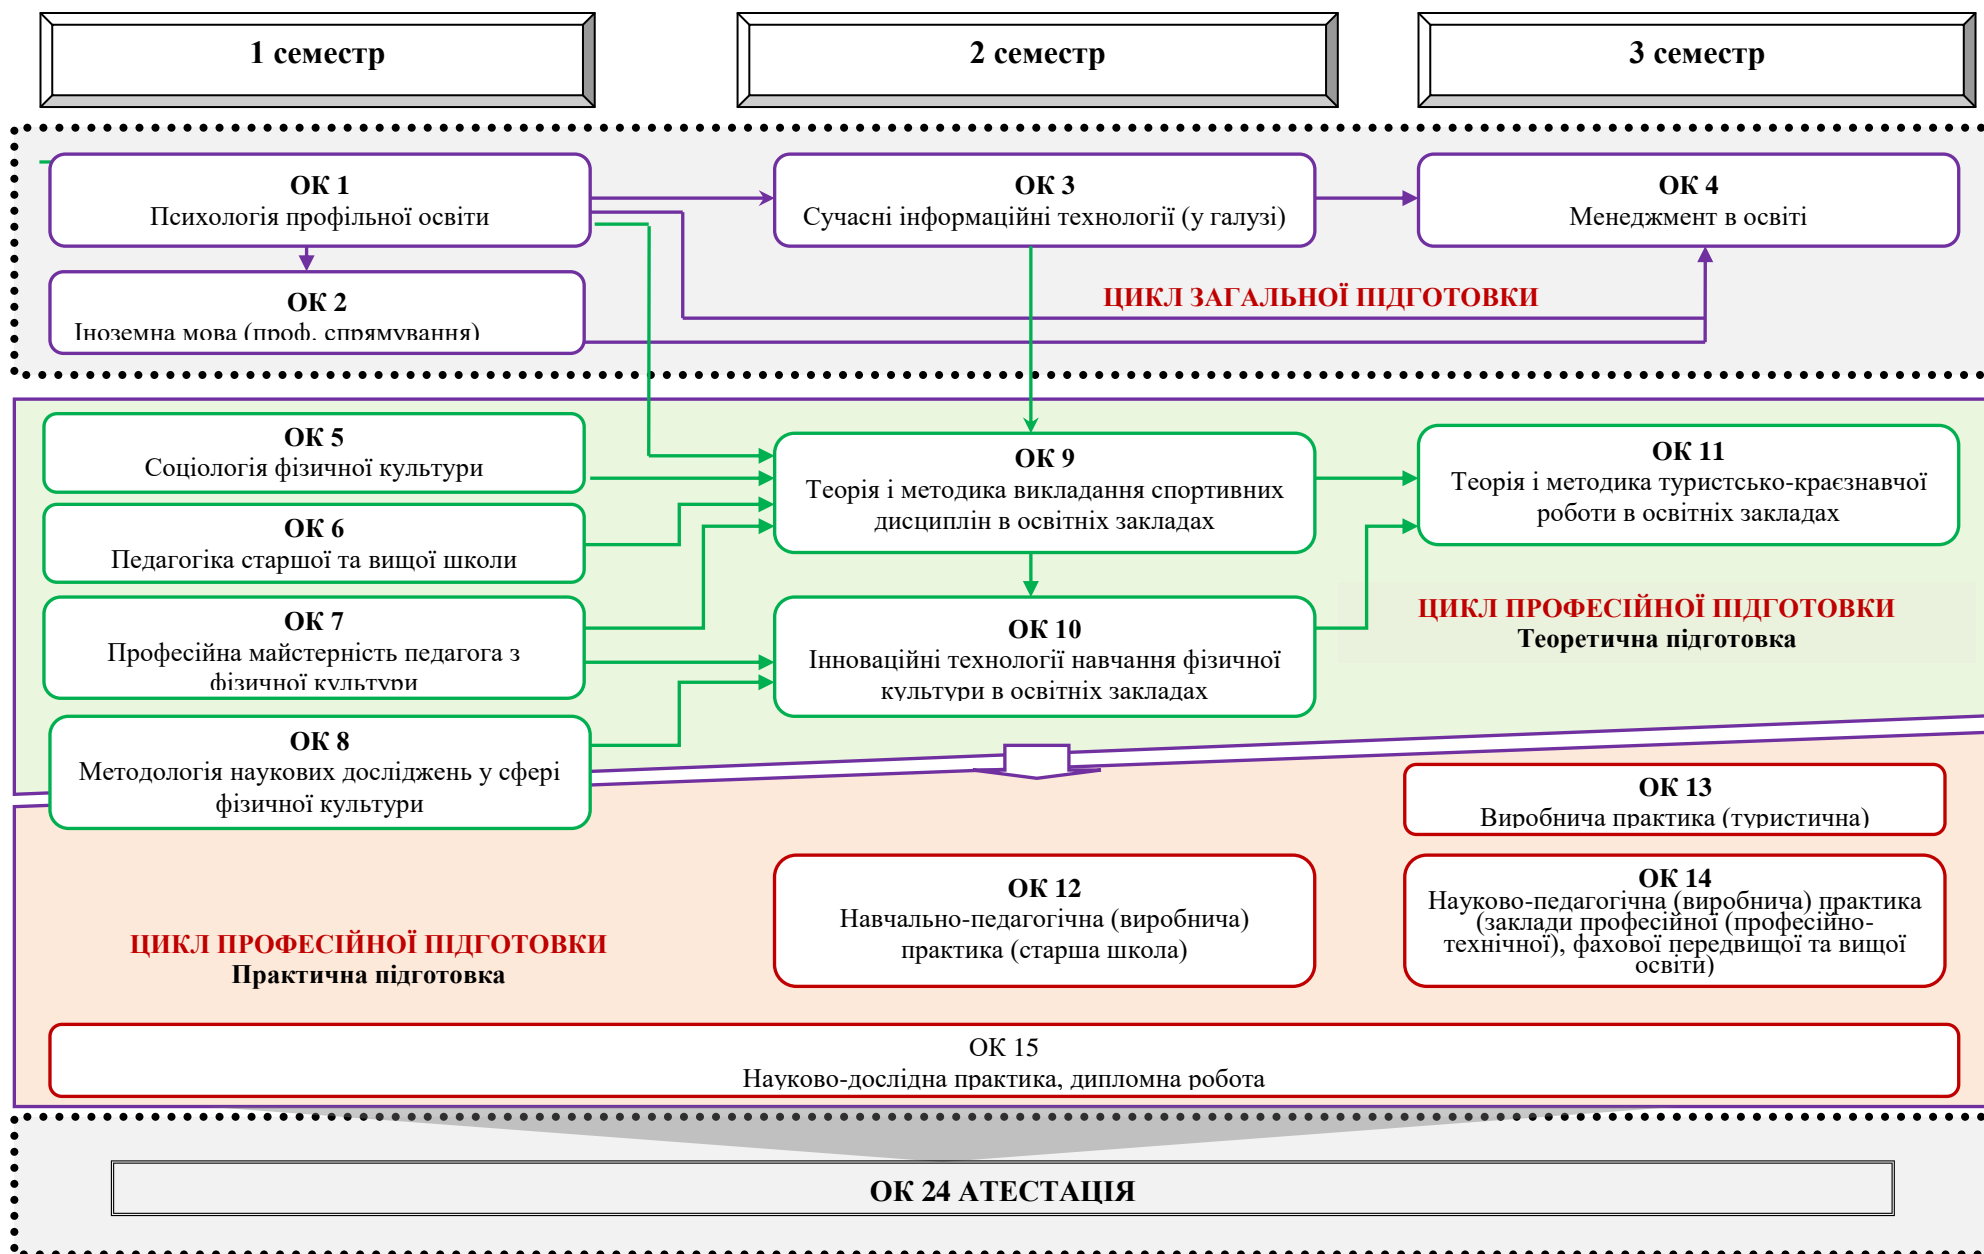 1 семестр
2 семестр
3 семестр
ОК 1
Психологія профільної освіти
ОК 3
Сучасні інформаційні технології (у галузі)
ОК 4
Менеджмент в освіті
ОК 2
Іноземна мова (проф. спрямування)
ЦИКЛ ЗАГАЛЬНОЇ ПІДГОТОВКИ
ОК 5
Соціологія фізичної культури
ОК 6
Педагогіка старшої та вищої школи
ОК 7
Професійна майстерність педагога з
фізичної культури
ОК 8
Методологія наукових досліджень у сфері
фізичної культури
ОК 9
Теорія і методика викладання спортивних
дисциплін в освітніх закладах
ОК 10
Інноваційні технології навчання фізичної
культури в освітніх закладах
ОК 11
Теорія і методика туристсько-краєзнавчої
роботи в освітніх закладах
ЦИКЛ ПРОФЕСІЙНОЇ ПІДГОТОВКИ
Теоретична підготовка
ОК 13
Виробнича практика (туристична)
ОК 12
Навчально-педагогічна (виробнича)
практика (старша школа)
ОК 14
Науково-педагогічна (виробнича) практика
(заклади професійної (професійно-
технічної), фахової передвищої та вищої
освіти)
ЦИКЛ ПРОФЕСІЙНОЇ ПІДГОТОВКИ
Практична підготовка
ОК 15
Науково-дослідна практика, дипломна робота
ОК 24 АТЕСТАЦІЯ